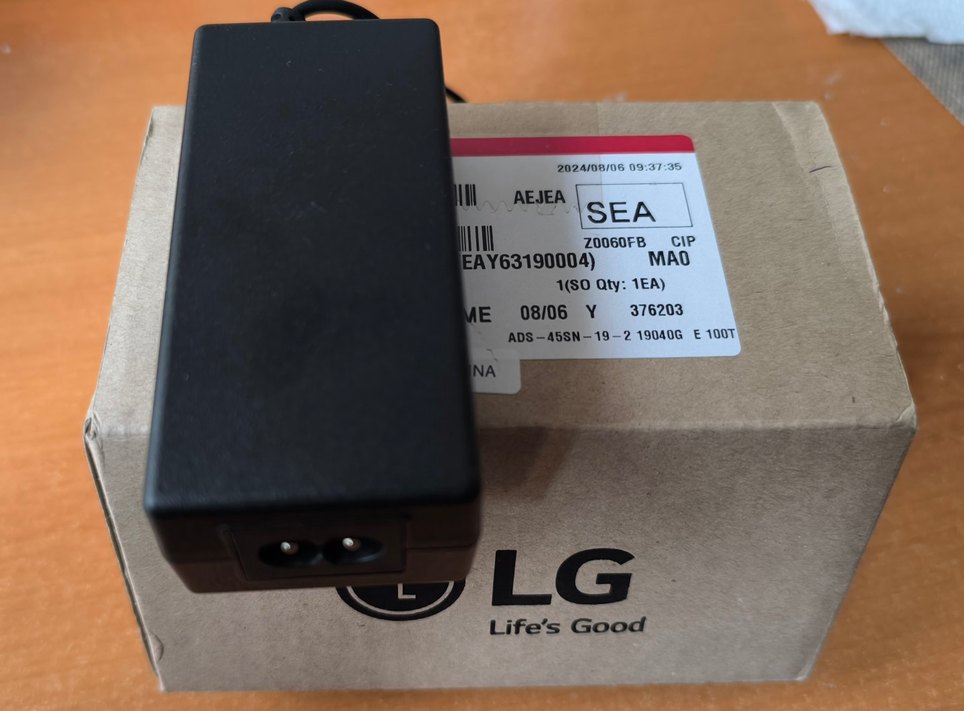 2024/08/06 09:37:35
AEJEA SEA
Z0060FB CIP
EAY63190004) MA0
1(SO Qty: 1EA)
ME 08/06 Y 376203
ADS-45SN-19-2 19040G E 100T
NA
L LG
Life's Good